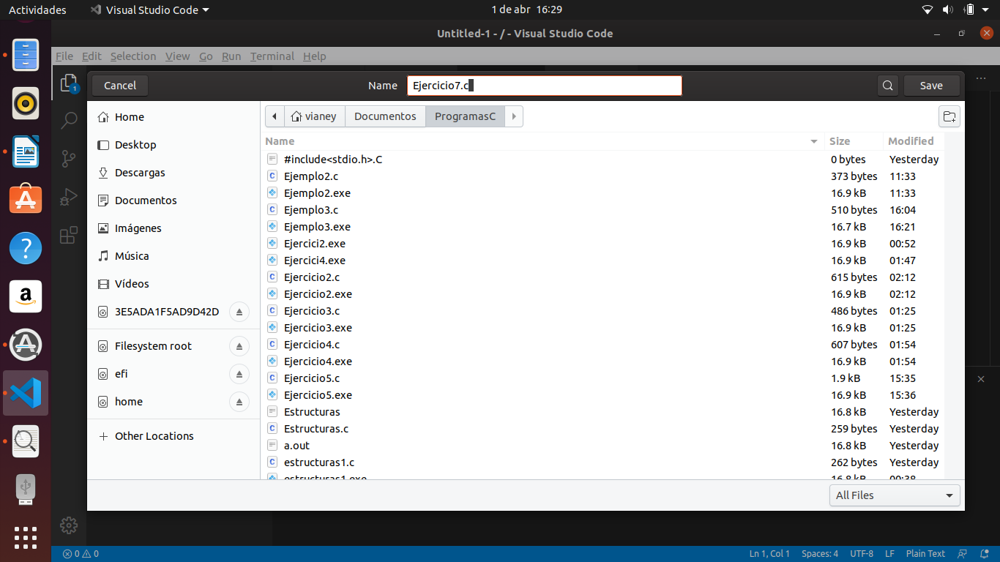 Actividades Visual Studio Code 1 de abr 16:29
Untitled-1 - / - Visual Studio Code
File Edit Selection View Go Run Terminal Help
1
Cancel Name Ejercicio7.c Save
Home
Desktop
Descargas
Documentos
Imágenes
Música
Vídeos
3E5ADA1F5AD9D42D
Filesystem root
efi
home
Other Locations
vianey Documentos ProgramasC
Name Size Modified
#include<stdio.h>.C 0 bytes Yesterday
Ejemplo2.c 373 bytes 11:33
Ejemplo2.exe 16.9 kB 11:33
Ejemplo3.c 510 bytes 16:04
Ejemplo3.exe 16.7 kB 16:21
Ejercici2.exe 16.9 kB 00:52
Ejercici4.exe 16.9 kB 01:47
Ejercicio2.c 615 bytes 02:12
Ejercicio2.exe 16.9 kB 02:12
Ejercicio3.c 486 bytes 01:25
Ejercicio3.exe 16.9 kB 01:25
Ejercicio4.c 607 bytes 01:54
Ejercicio4.exe 16.9 kB 01:54
Ejercicio5.c 1.9 kB 15:35
Ejercicio5.exe 16.9 kB 15:36
Estructuras 16.8 kB Yesterday
Estructuras.c 259 bytes Yesterday
a.out 16.8 kB Yesterday
estructuras1.c 262 bytes Yesterday
estructuras1.exe 16.8 kB 00:38
All Files
0 0 Ln 1, Col 1 Spaces: 4 UTF-8 LF Plain Text